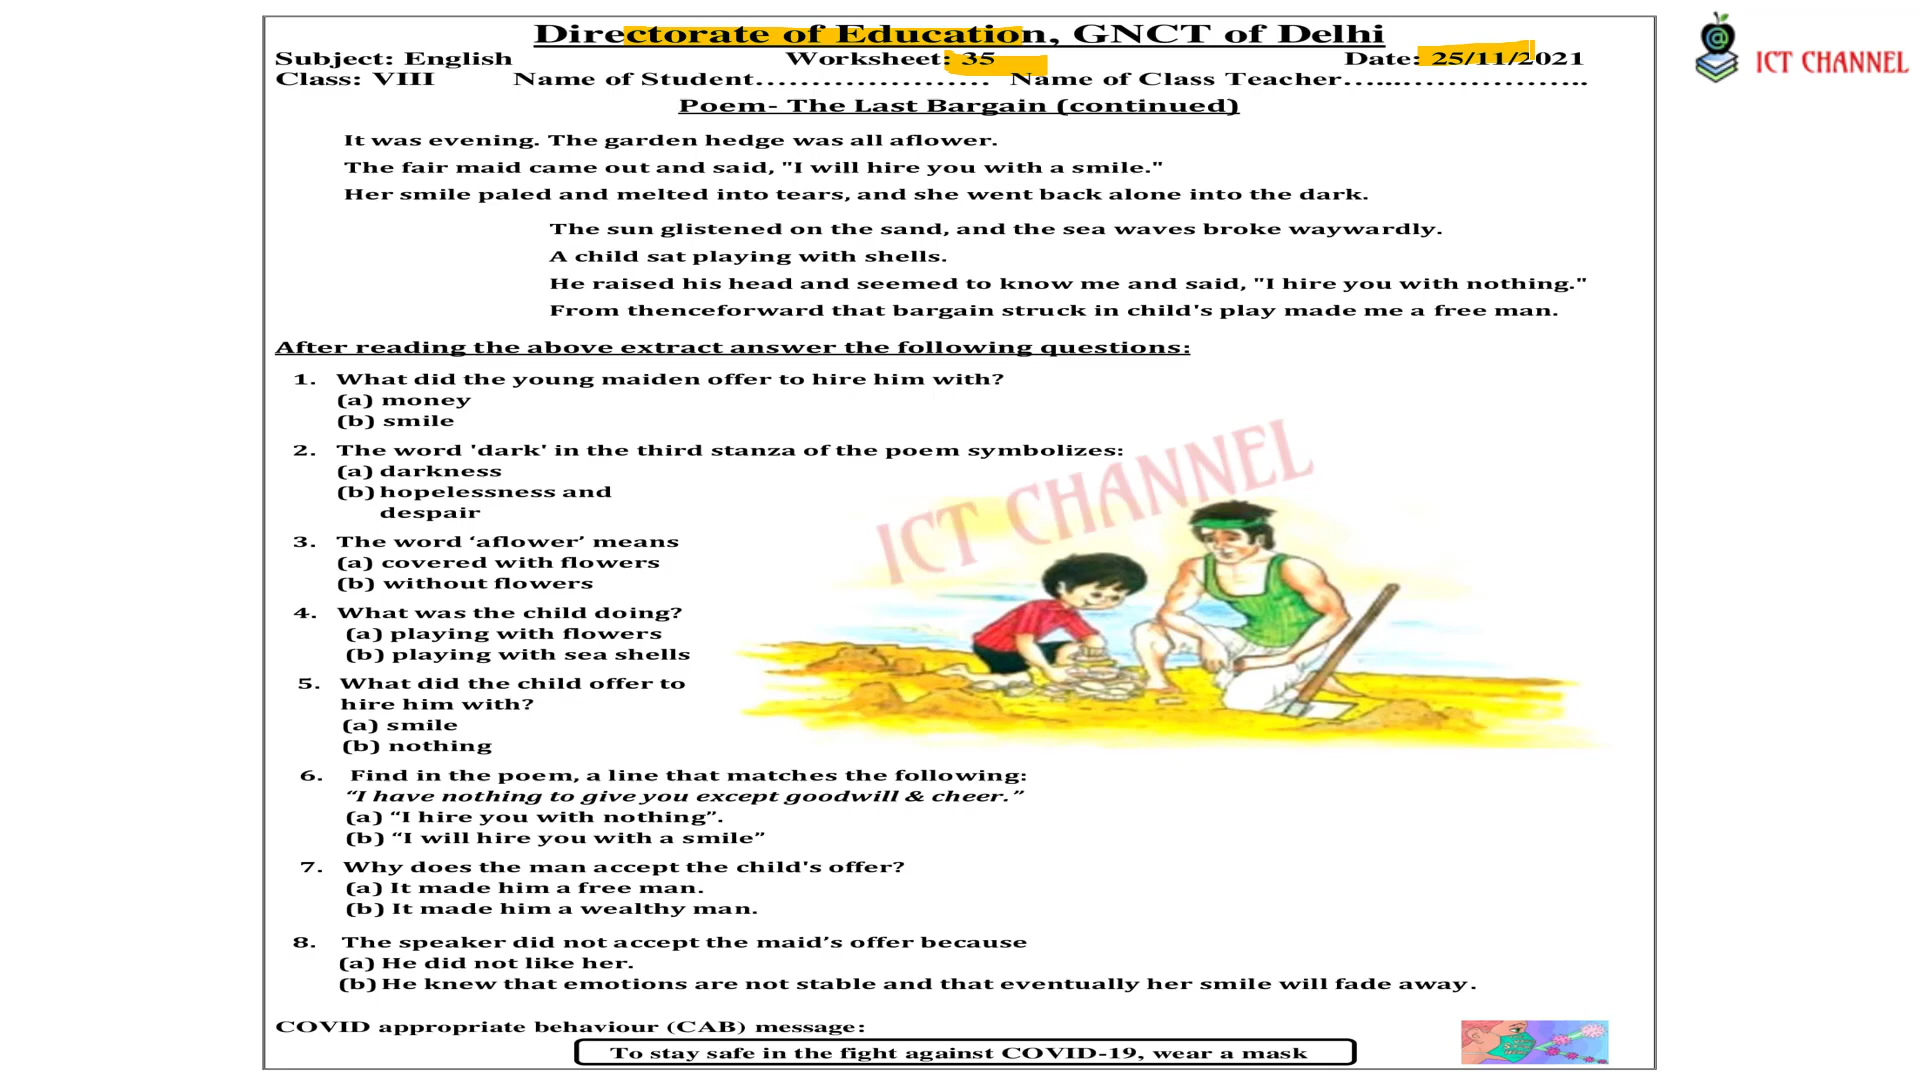 Directorate of Education, GNCT of Delhi
Subject: English Worksheet: 35 Date: 25/11/2021
Class: VIII Name of Student..................... Name of Class Teacher.....................
Poem- The Last Bargain (continued)
It was evening. The garden hedge was all aflower.
The fair maid came out and said, "I will hire you with a smile."
Her smile paled and melted into tears, and she went back alone into the dark.
The sun glistened on the sand, and the sea waves broke waywardly.
A child sat playing with shells.
He raised his head and seemed to know me and said, "I hire you with nothing."
From thenceforward that bargain struck in child's play made me a free man.
After reading the above extract answer the following questions:
1. What did the young maiden offer to hire him with?
(a) money
(b) smile
2. The word 'dark' in the third stanza of the poem symbolizes:
(a) darkness
(b) hopelessness and
despair
3. The word ‘aflower’ means
(a) covered with flowers
(b) without flowers
4. What was the child doing?
(a) playing with flowers
(b) playing with sea shells
5. What did the child offer to
hire him with?
(a) smile
(b) nothing
6. Find in the poem, a line that matches the following:
“I have nothing to give you except goodwill & cheer.”
(a) “I hire you with nothing”.
(b) “I will hire you with a smile”
7. Why does the man accept the child's offer?
(a) It made him a free man.
(b) It made him a wealthy man.
8. The speaker did not accept the maid’s offer because
(a) He did not like her.
(b) He knew that emotions are not stable and that eventually her smile will fade away.
COVID appropriate behaviour (CAB) message:
To stay safe in the fight against COVID-19, wear a mask
ICT CHANNEL
ICT CHANNEL